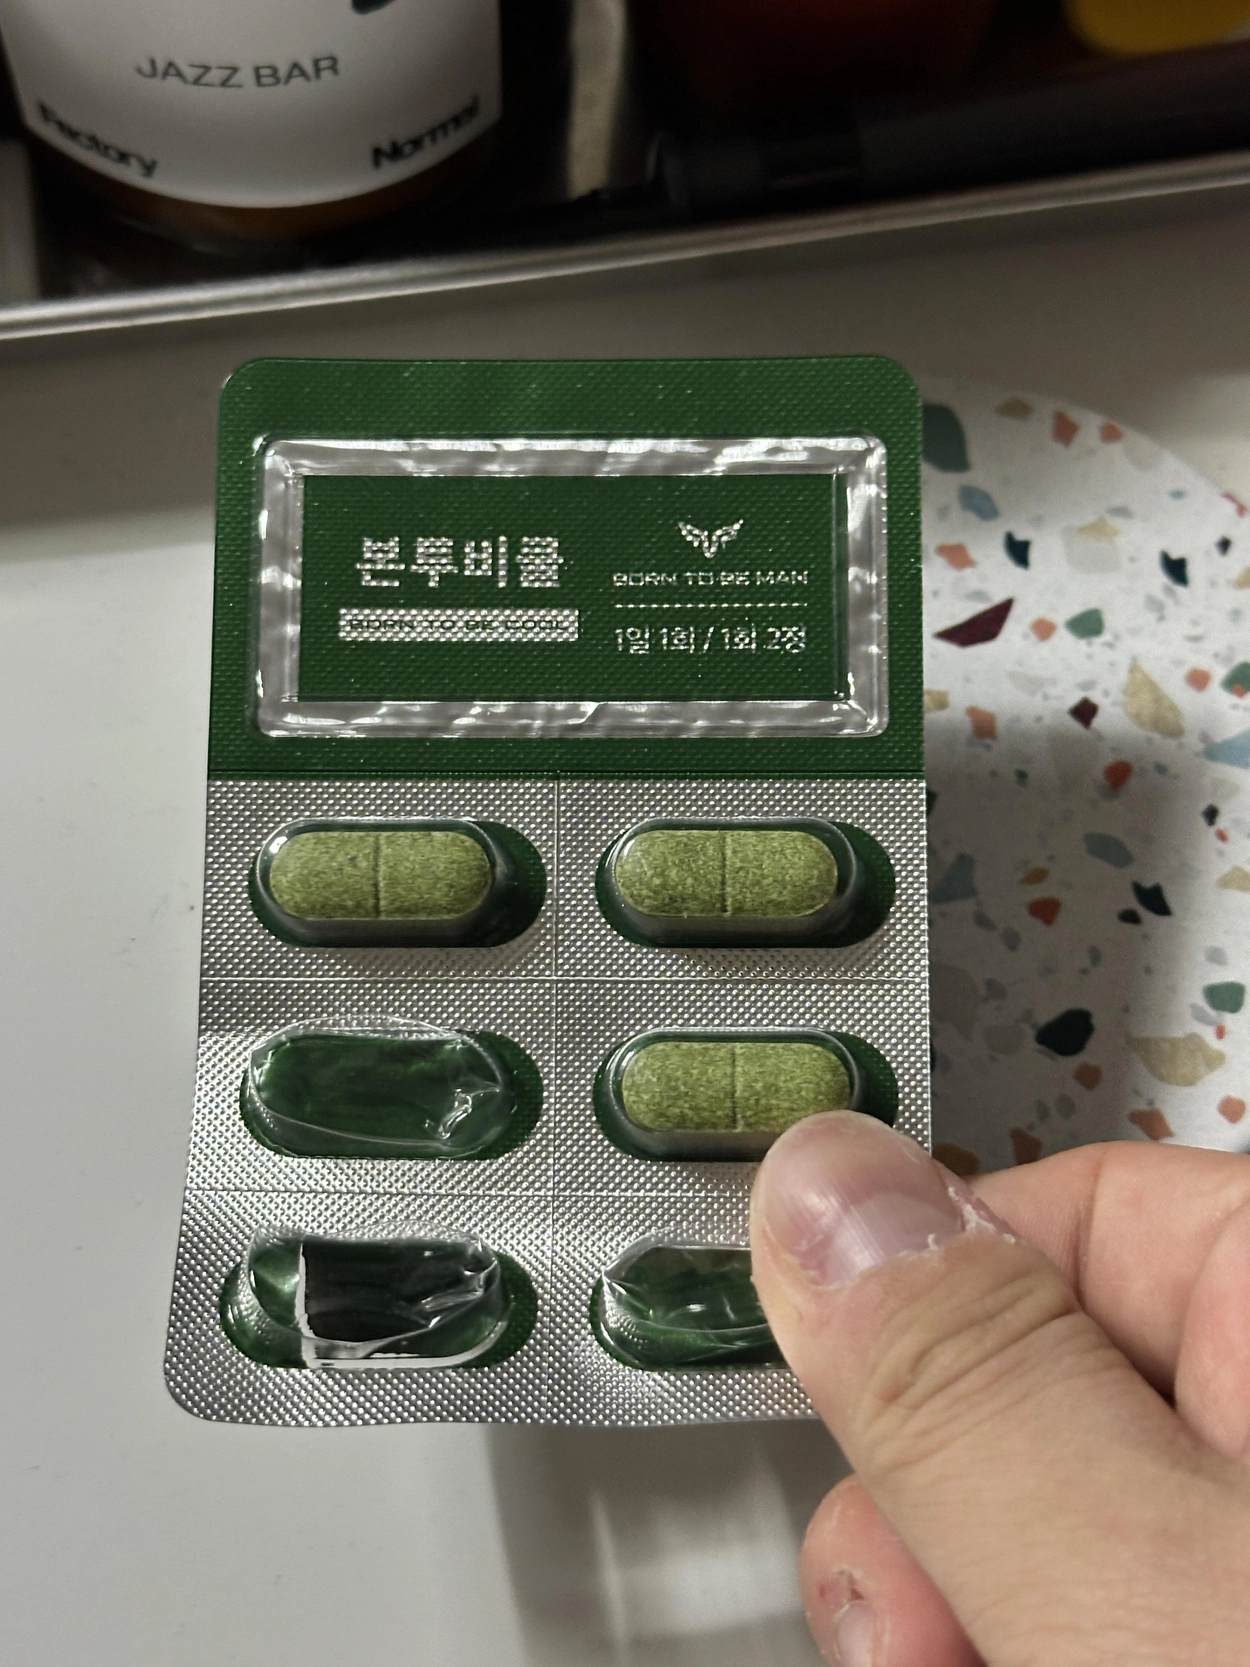 JAZZ BAR
Factory Normal
본투비쿨
BORN TO BE COOL
BORN TO BE MAN
1일 1회 / 1회 2정